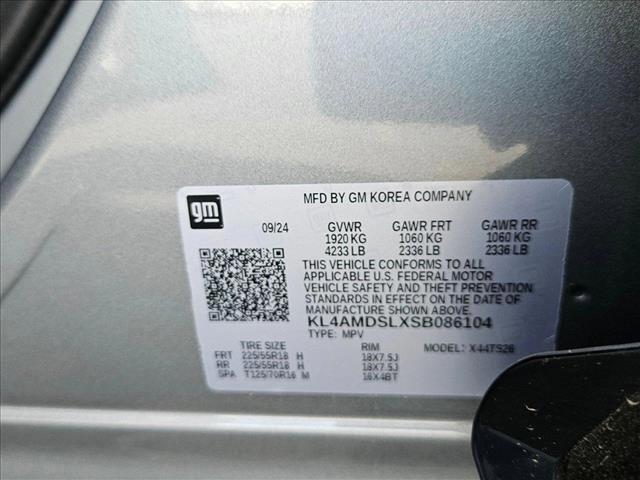 gm
MFD BY GM KOREA COMPANY
09/24 GVWR GAWR FRT GAWR RR
1920 KG 1060 KG 1060 KG
4233 LB 2336 LB 2336 LB
THIS VEHICLE CONFORMS TO ALL
APPLICABLE U.S. FEDERAL MOTOR
VEHICLE SAFETY AND THEFT PREVENTION
STANDARDS IN EFFECT ON THE DATE OF
MANUFACTURE SHOWN ABOVE.
KL4AMDSLXSB086104
TYPE: MPV MODEL: X44TS26
TIRE SIZE RIM
FRT 225/55R18 H 18X7.5J
RR 225/55R18 H 18X7.5J
SPA T125/70R16 M 16X4BT